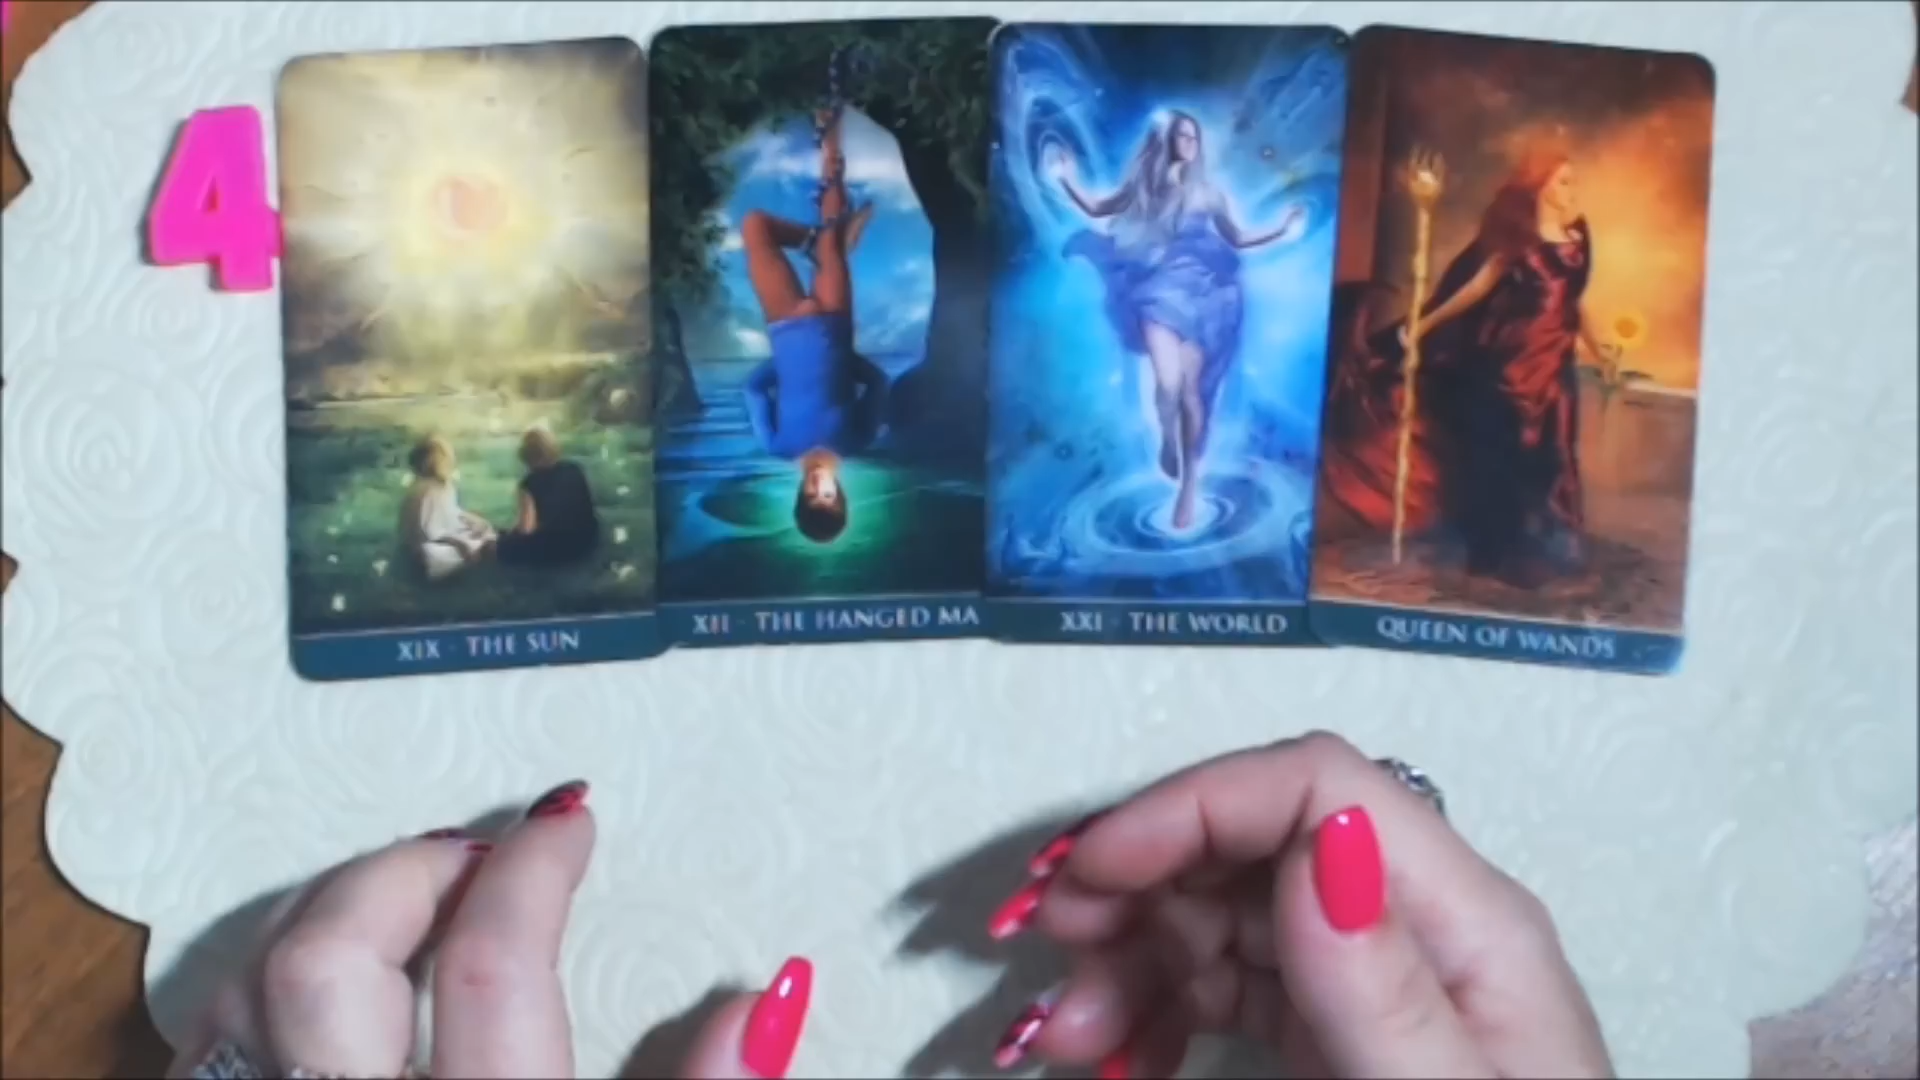 4
XIX · THE SUN
XII · THE HANGED MA
XXI · THE WORLD
QUEEN OF WANDS